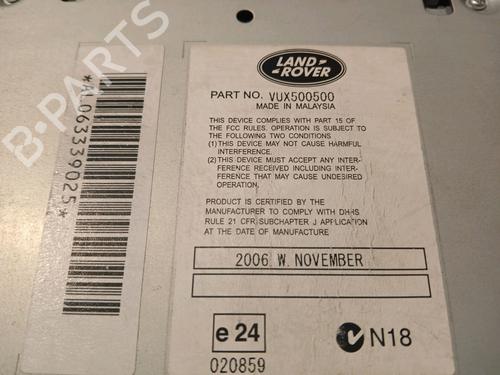 LAND
ROVER
PART NO. VUX500500
MADE IN MALAYSIA
THIS DEVICE COMPLIES WITH PART 15 OF
THE FCC RULES. OPERATION IS SUBJECT TO
THE FOLLOWING TWO CONDITIONS
(1) THIS DEVICE MAY NOT CAUSE HARMFUL
INTERFERENCE.
(2) THIS DEVICE MUST ACCEPT ANY INTER-
FERENCE RECEIVED INCLUDING INTER-
FERENCE THAT MAY CAUSE UNDESIRED
OPERATION.
PRODUCT IS CERTIFIED BY THE
MANUFACTURER TO COMPLY WITH DHHS
RULE 21 CFR SUBCHAPTER J APPLICATION
AT THE DATE OF MANUFACTURE
2006 W. NOVEMBER
e 24
020859
N18
*AL063339025*
B-PARTS